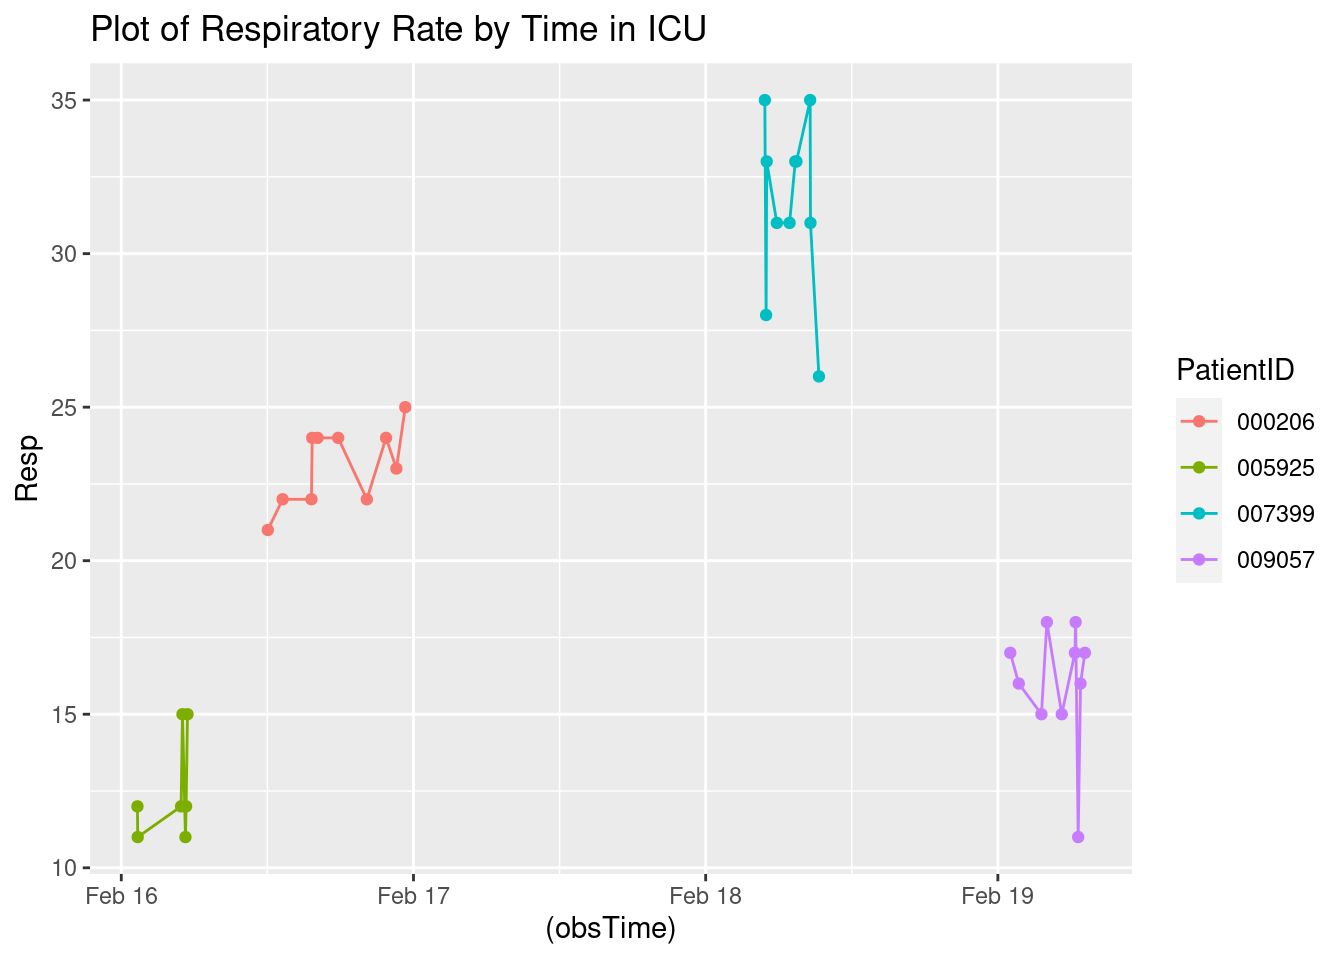 Plot of Respiratory Rate by Time in ICU
35
30
25
20
15
10
Resp
Feb 16
Feb 17
Feb 18
Feb 19
(obsTime)
PatientID
000206
005925
007399
009057